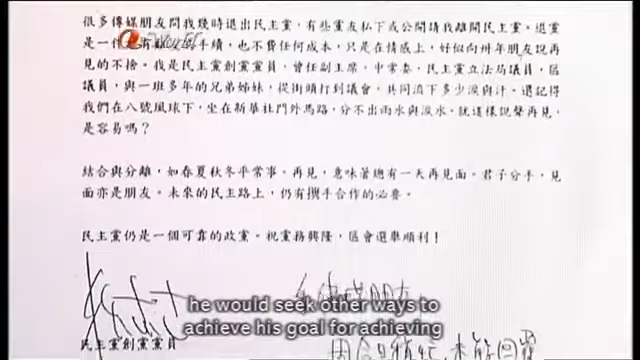 很多傳媒朋友問我幾時退出民主黨，有些黨友私下或公開請我離開民主黨。退黨
是一件
手續，也不費任何成本，只是在情感上，好似向卅年朋友說再
見的不捨。我是民主黨創黨黨員，曾任副主席，中常委，民主黨立法局議員，區
議員，與一班多年的兄弟姊妹，從街頭打到議會，共同流下多少淚與汗。還記得
我們在八號風球下，坐在新華社門外馬路，分不出雨水與淚水。就這樣說聲再見，
是容易嗎？
結合與分離，如春夏秋冬平常事。再見，意味著總有一天再見面。君子分手，見
面亦是朋友。未來的民主路上，仍有攜手合作的必要。
民主黨仍是一個可靠的政黨。祝黨務興隆，區會選舉順利！
he would seek other ways to
achieve his goal for achieving
民主黨創黨黨員